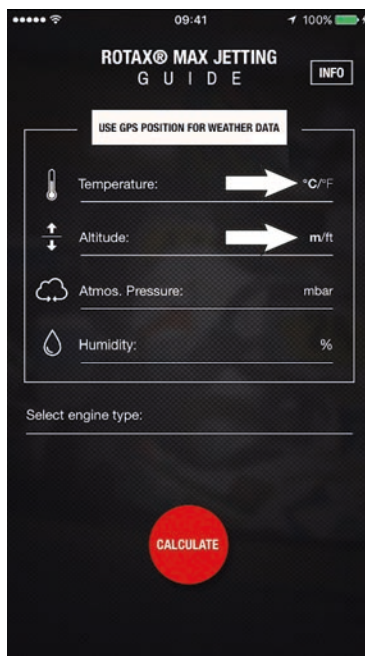 09:41
100%
ROTAX® MAX JETTING
GUIDE
INFO
USE GPS POSITION FOR WEATHER DATA
Temperature: °C/°F
Altitude: m/ft
Atmos. Pressure: mbar
Humidity: %
Select engine type:
CALCULATE